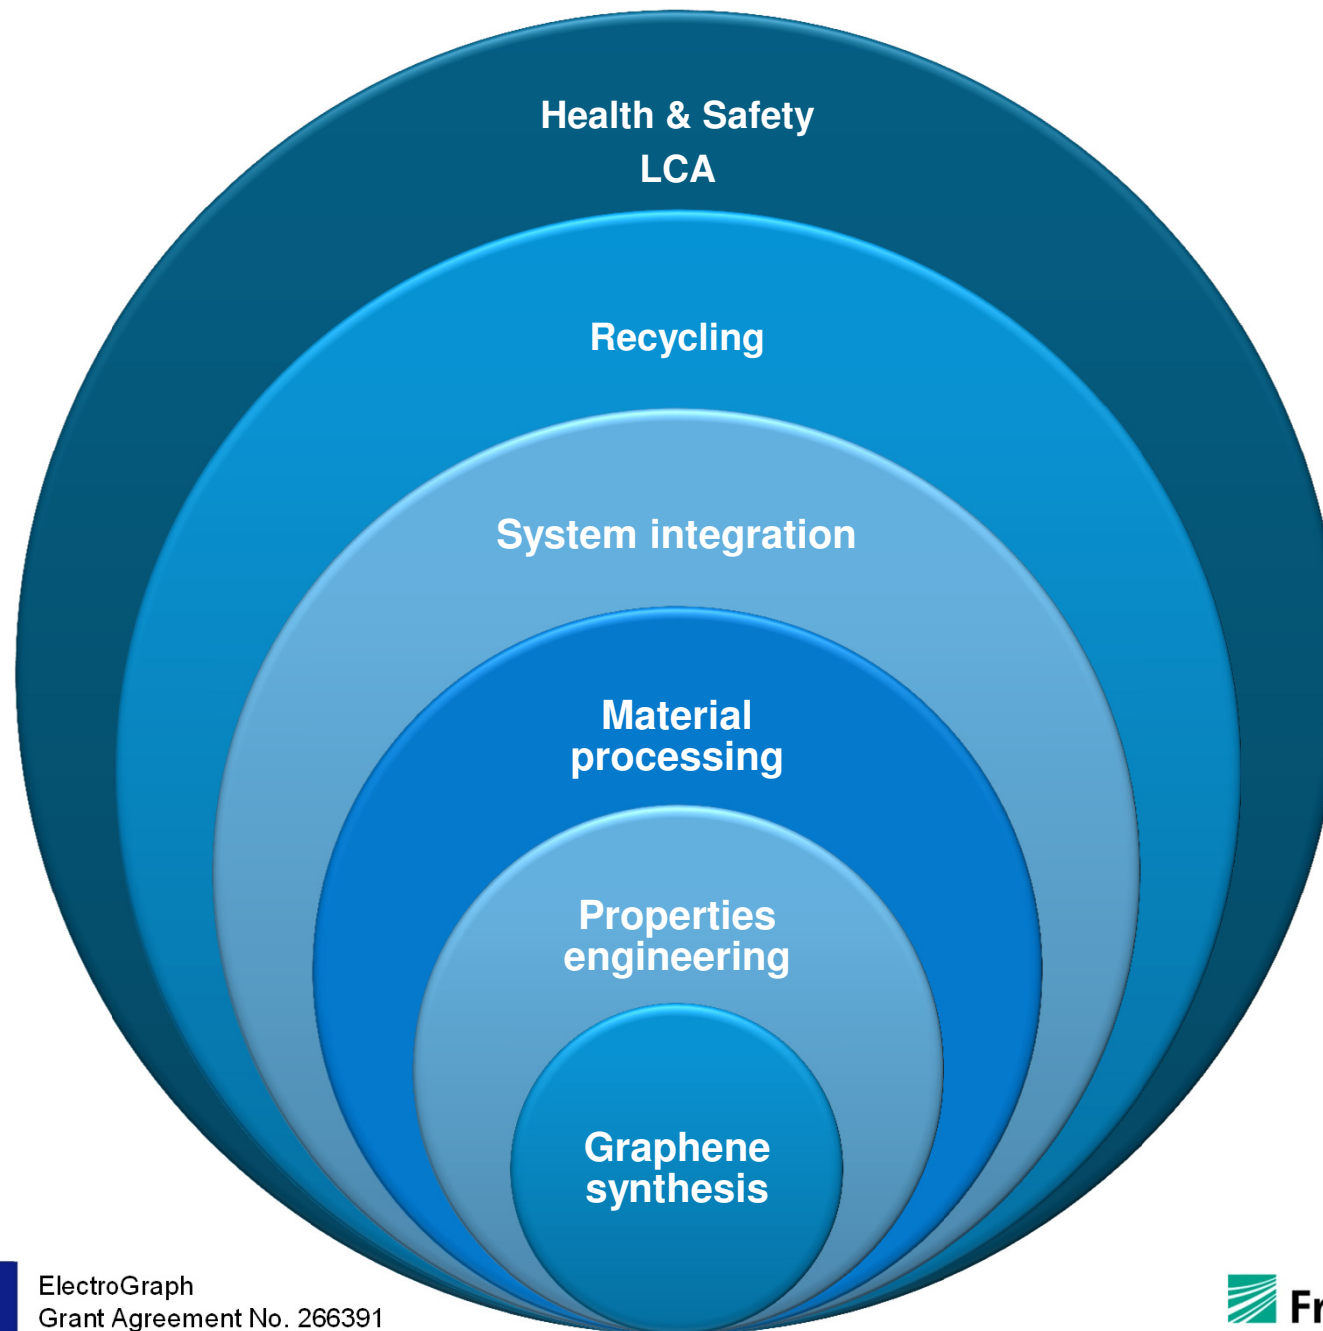 Health & Safety
LCA
Recycling
System integration
Material
processing
Properties
engineering
Graphene
synthesis
ElectroGraph
Grant Agreement No. 266391